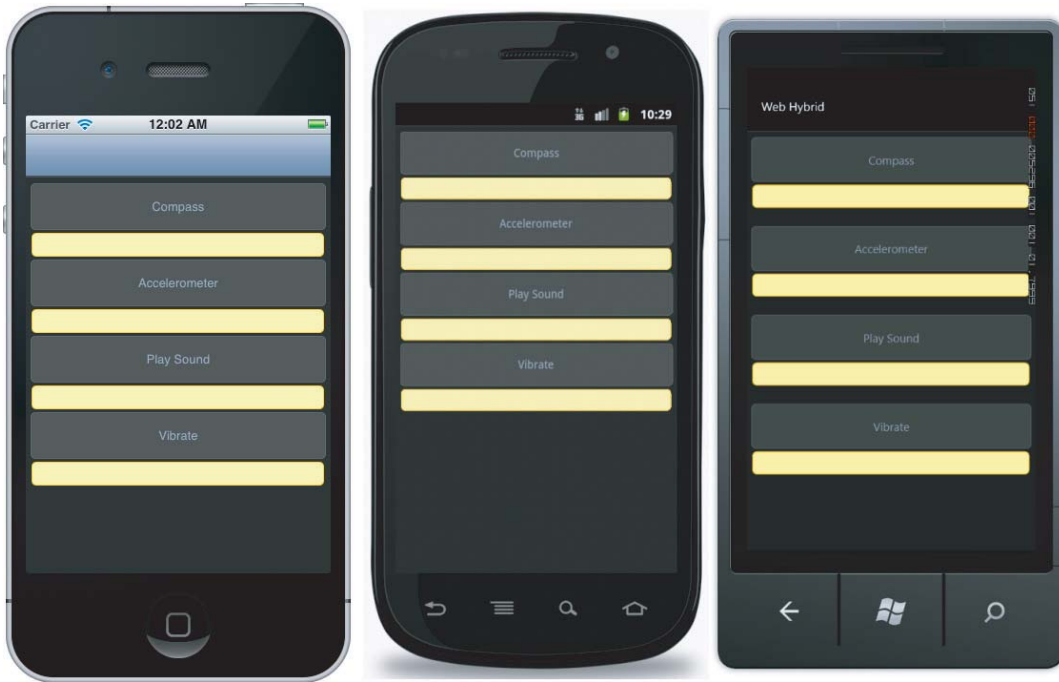 Carrier 12:02 AM
Compass
Accelerometer
Play Sound
Vibrate
3G 10:29
Compass
Accelerometer
Play Sound
Vibrate
Web Hybrid
Compass
Accelerometer
Play Sound
Vibrate